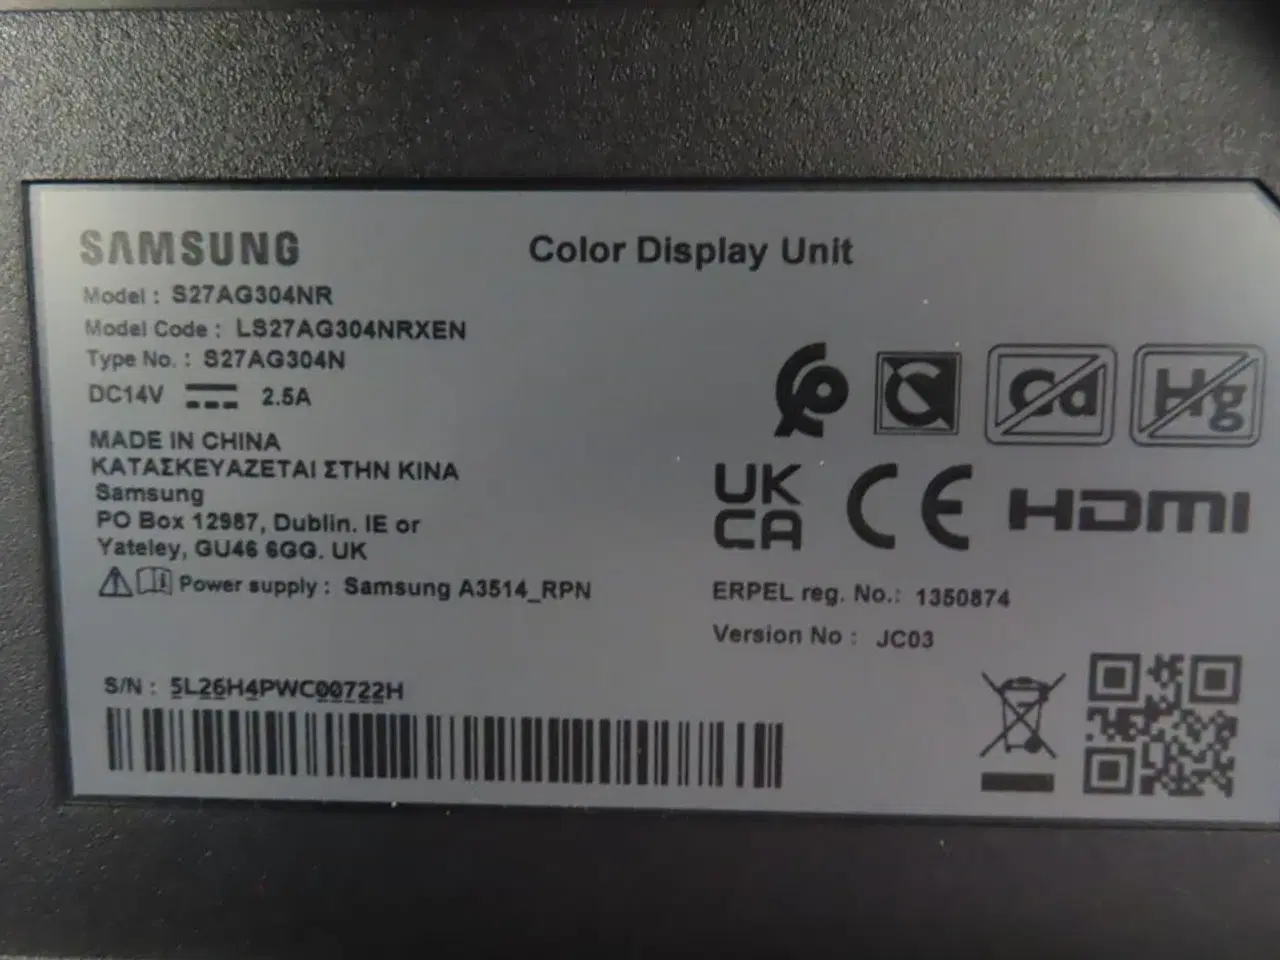 SAMSUNG
Color Display Unit
Model : S27AG304NR
Model Code : LS27AG304NRXEN
Type No. : S27AG304N
DC14V 2.5A
MADE IN CHINA
ΚΑΤΑΣΚΕΥΑΖΕΤΑΙ ΣΤΗΝ ΚΙΝΑ
Samsung
PO Box 12987, Dublin. IE or
Yateley, GU46 6GG. UK
Power supply : Samsung A3514_RPN
S/N : 5L26H4PWC00722H
Cd
Hg
UK
CA
CE
HDMI
ERPEL reg. No.: 1350874
Version No : JC03